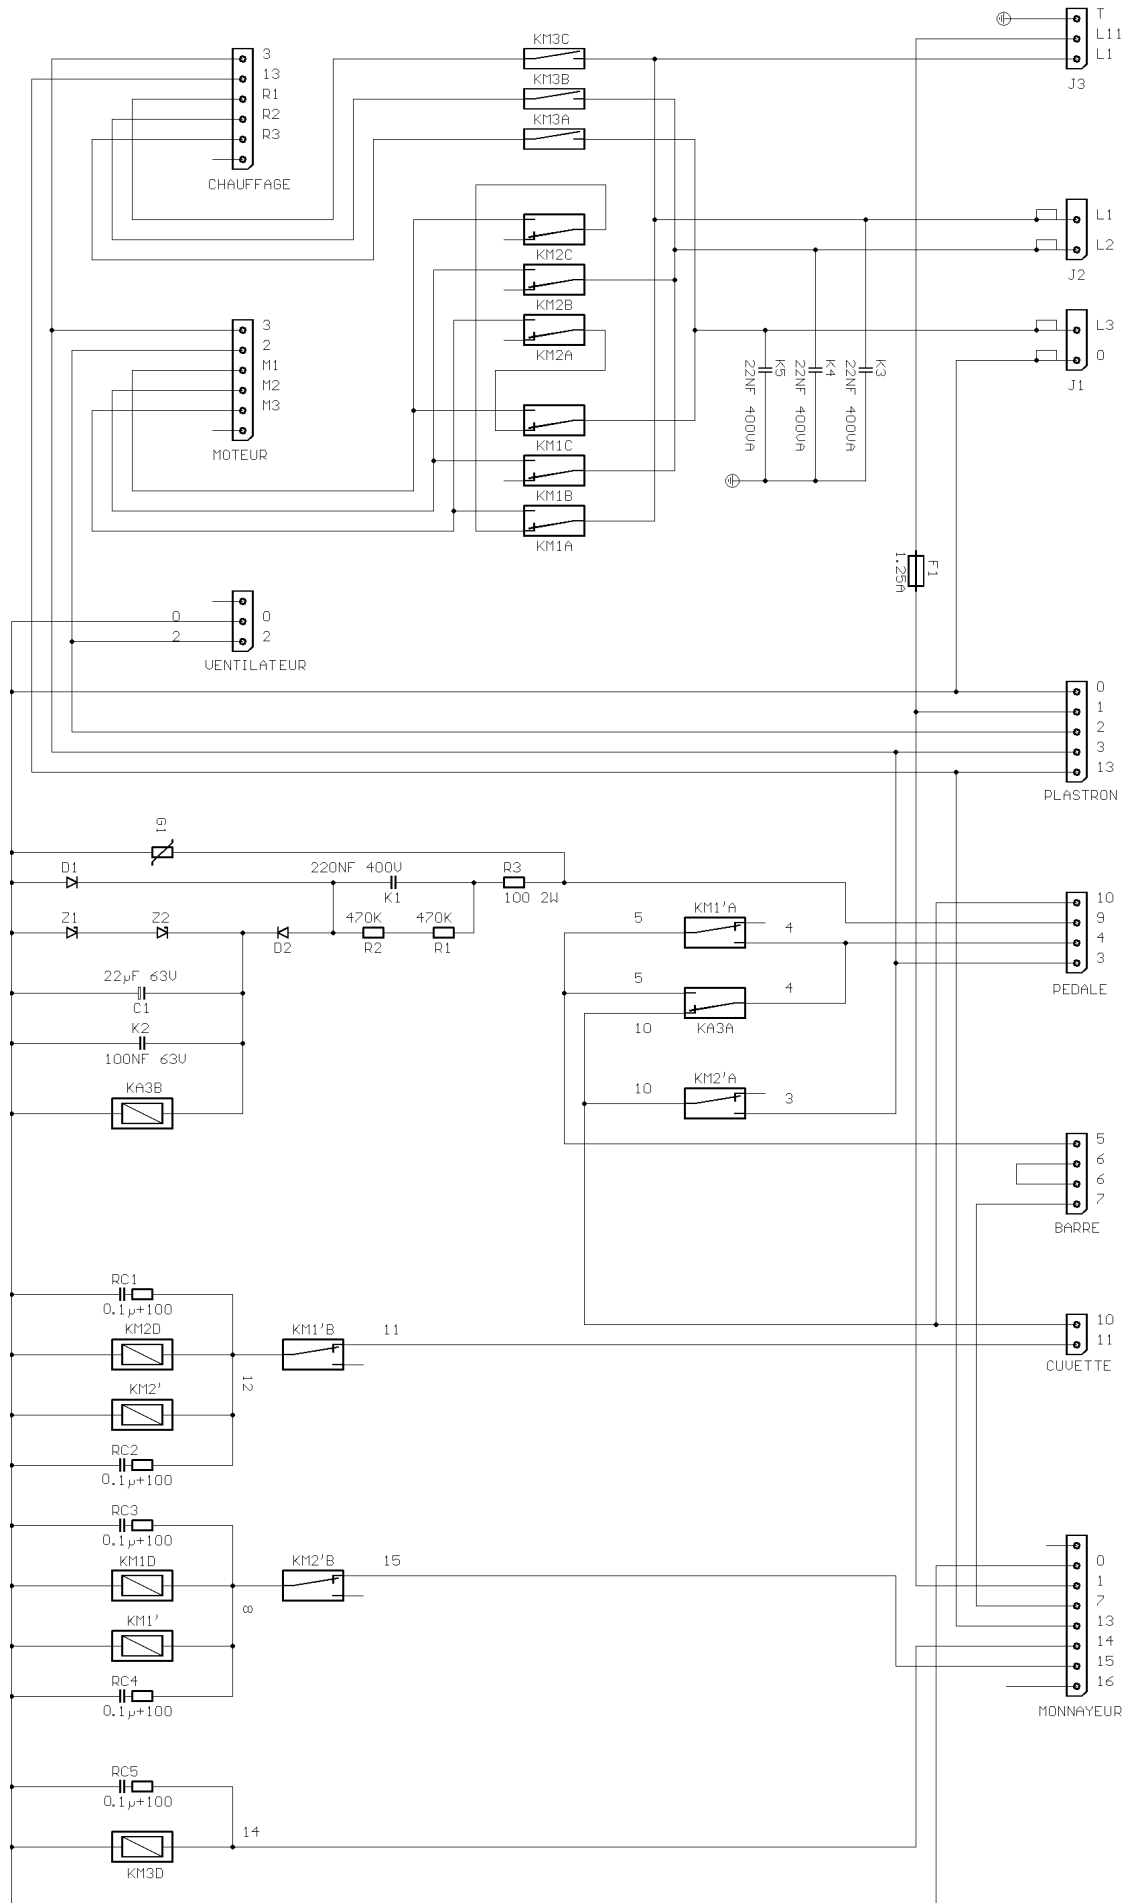 T
L11
L1
J3
KM3C
KM3B
KM3A
3
13
R1
R2
R3
CHAUFFAGE
KM2C
KM2B
KM2A
L1
L2
J2
L3
0
J1
3
2
M1
M2
M3
MOTEUR
KM1C
KM1B
KM1A
K5
22NF 400VA
K4
22NF 400VA
K3
22NF 400VA
F1
1.25A
0
2
0
2
VENTILATEUR
0
1
2
3
13
PLASTRON
G1
D1
220NF 400V
K1
R3
100 2W
Z1
Z2
D2
470K
R2
470K
R1
22µF 63V
C1
K2
100NF 63V
KA3B
5
KM1'A
4
5
4
10
KA3A
10
KM2'A
3
10
9
4
3
PEDALE
5
6
6
7
BARRE
RC1
0.1µ+100
KM2D
KM1'B
11
12
KM2'
RC2
0.1µ+100
10
11
CUVETTE
RC3
0.1µ+100
KM1D
KM2'B
15
8
KM1'
RC4
0.1µ+100
0
1
7
13
14
15
16
MONNAYEUR
RC5
0.1µ+100
14
KM3D